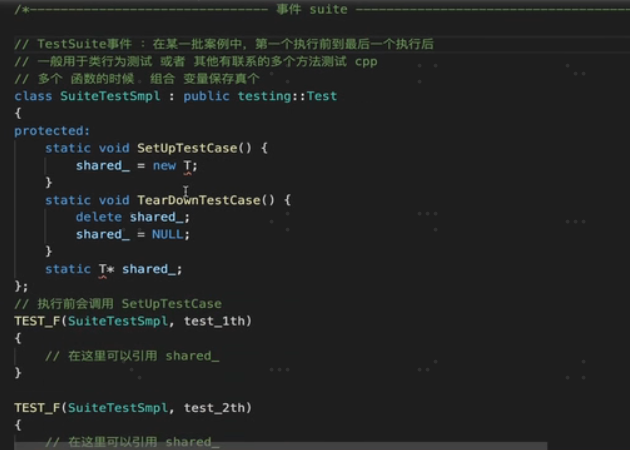 /*------------------------------ 事件 suite ------------------------------
// TestSuite事件 : 在某一批案例中, 第一个执行前到最后一个执行后
// 一般用于类行为测试 或者 其他有联系的多个方法测试 cpp
// 多个 函数的时候 组合 变量保存真个
class SuiteTestSmpl : public testing::Test
{
protected:
    static void SetUpTestCase() {
        shared_ = new T;
    }
    static void TearDownTestCase() {
        delete shared_;
        shared_ = NULL;
    }
    static T* shared_;
};
// 执行前会调用 SetUpTestCase
TEST_F(SuiteTestSmpl, test_1th)
{
    // 在这里可以引用 shared_
}
TEST_F(SuiteTestSmpl, test_2th)
{
    // 在这里可以引用 shared_